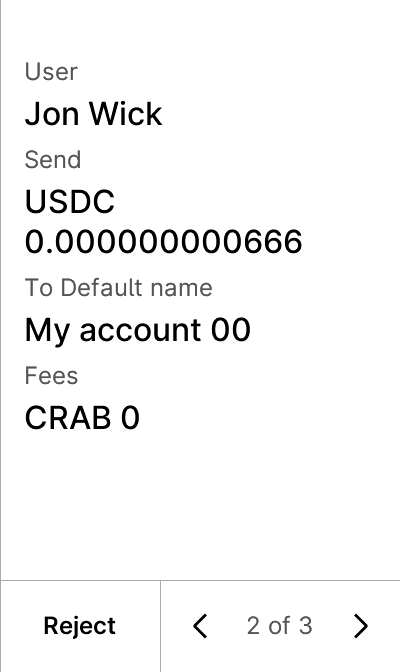 User
Jon Wick
Send
USDC
0.000000000666
To Default name
My account 00
Fees
CRAB 0
Reject
2 of 3